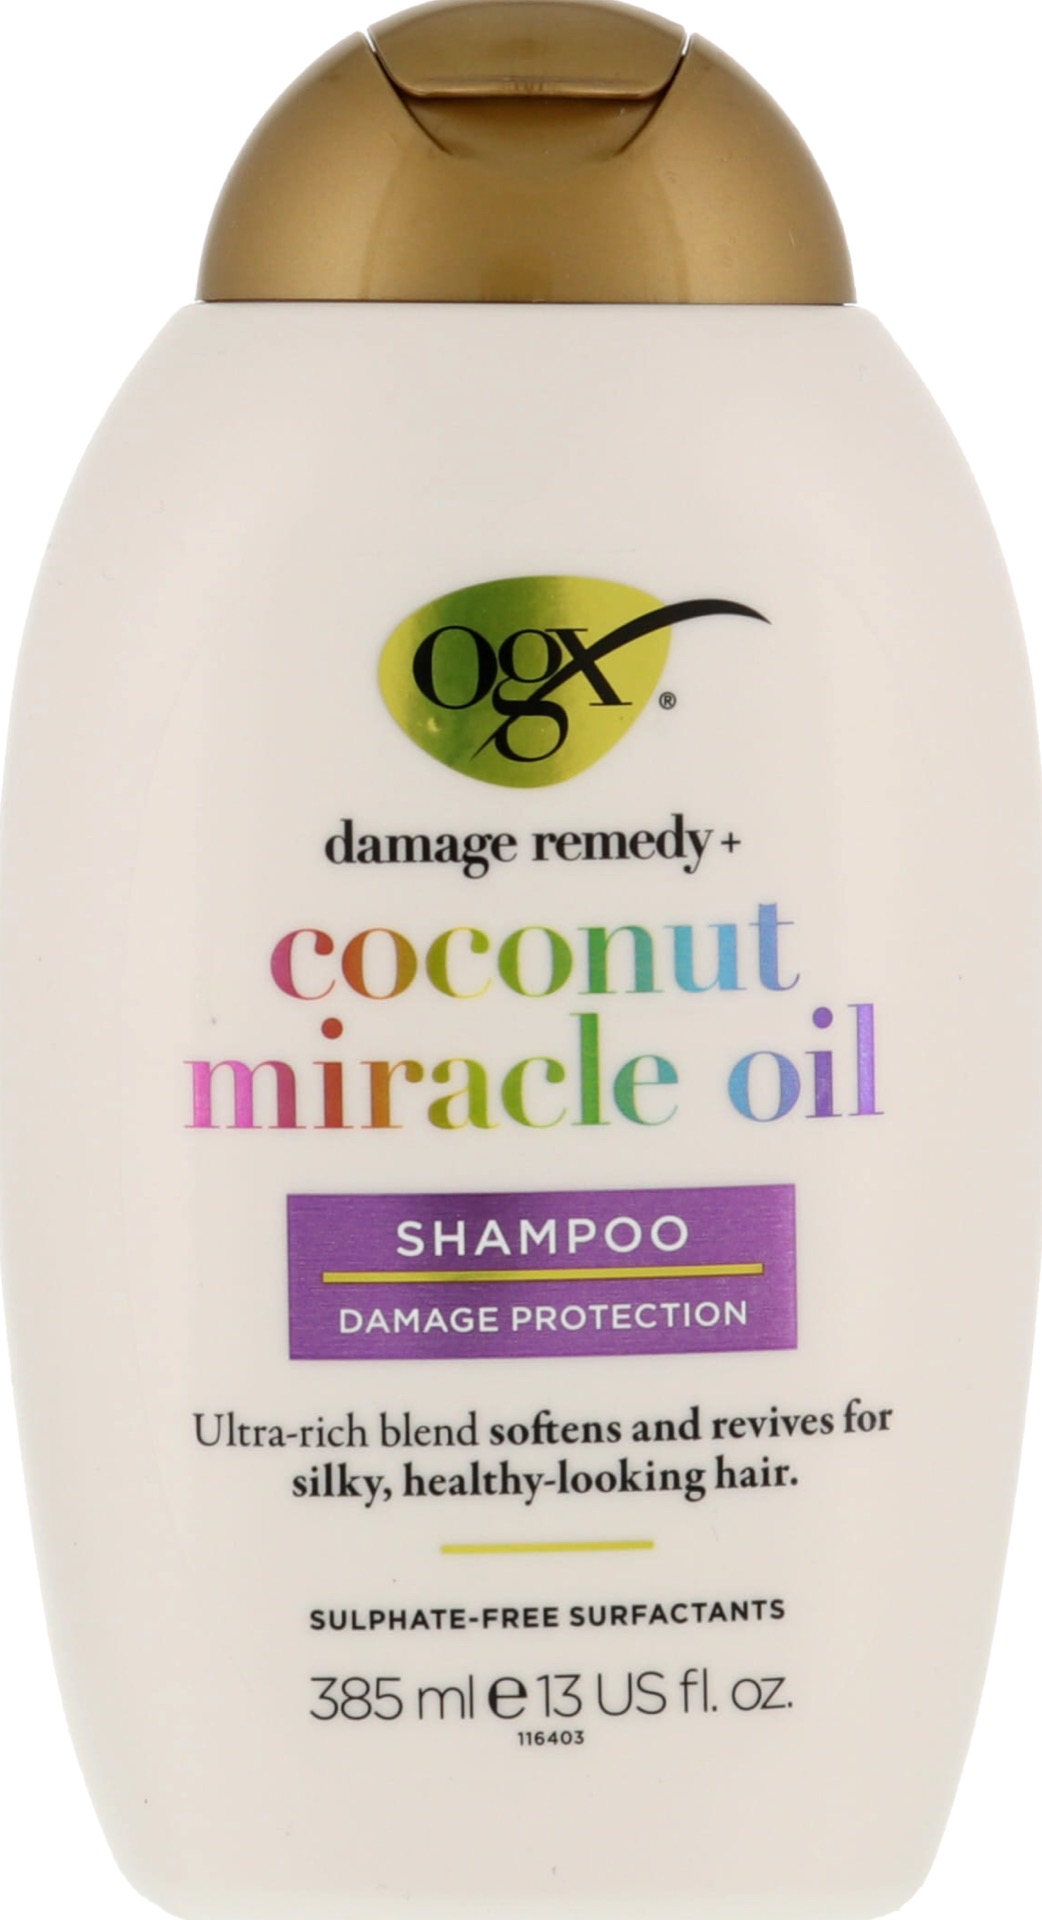 ogx®
damage remedy+
coconut
miracle oil
SHAMPOO
DAMAGE PROTECTION
Ultra-rich blend softens and revives for
silky, healthy-looking hair.
SULPHATE-FREE SURFACTANTS
385 ml e 13 US fl. oz.
116403